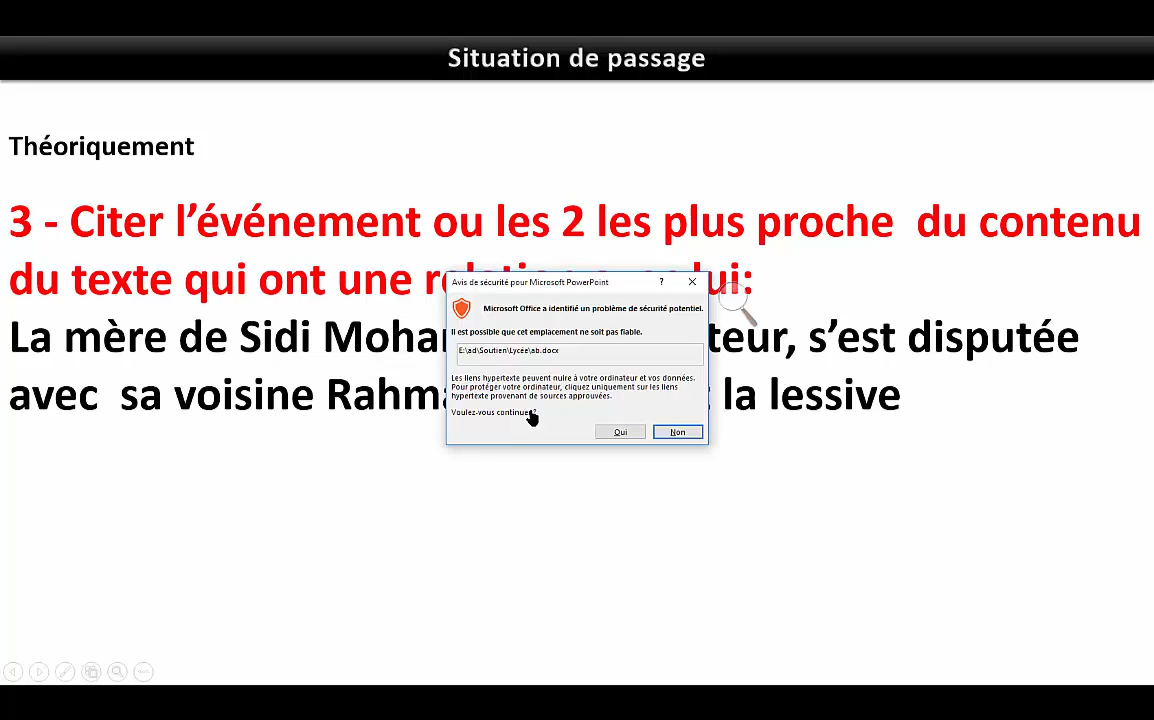 Situation de passage
Théoriquement
3 - Citer l’événement ou les 2 les plus proche du contenu
du texte qui ont une lui:
La mère de Sidi teur, s’est disputée
avec sa voisine la lessive
Avis de sécurité pour Microsoft PowerPoint
Microsoft Office a identifié un problème de sécurité potentiel.
Il est possible que cet emplacement ne soit pas fiable.
E:\ad\Soutien\Lycée\ab.docx
Les liens hypertexte peuvent nuire à votre ordinateur et vos données.
Pour protéger votre ordinateur, cliquez uniquement sur les liens
hypertexte provenant de sources approuvées.
Voulez-vous continuer ?
Oui Non